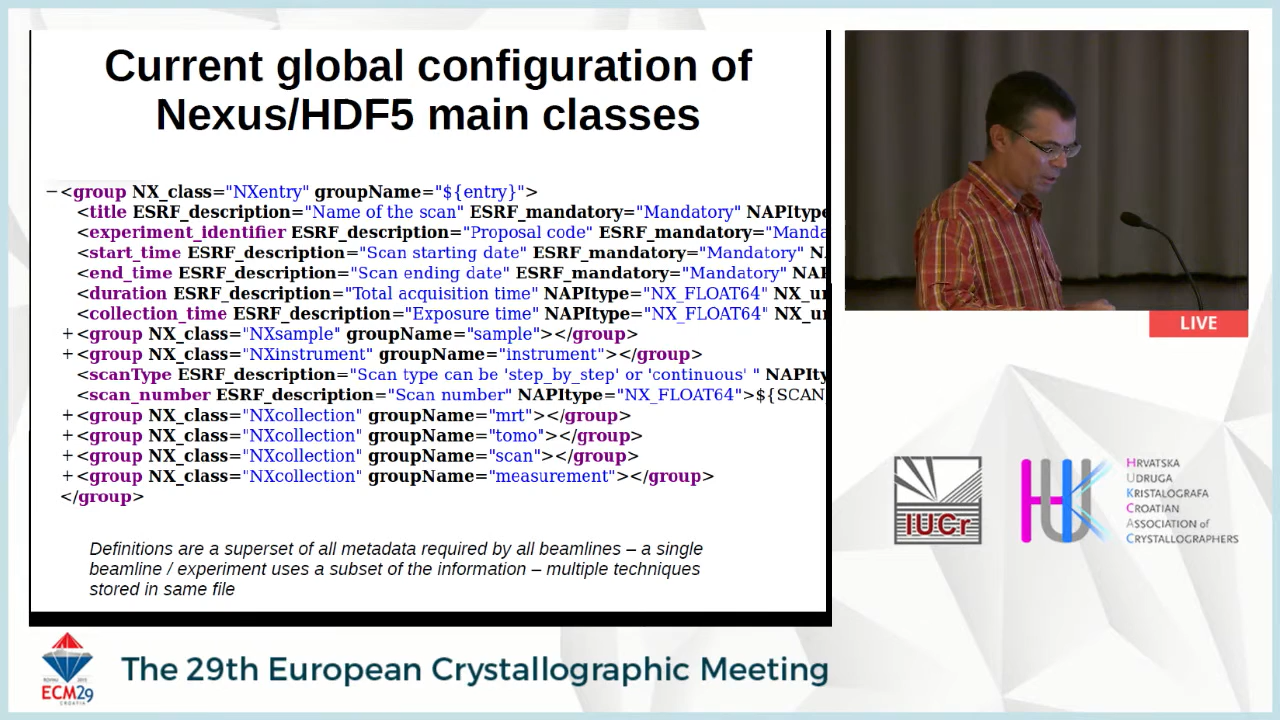 Current global configuration of
Nexus/HDF5 main classes
−<group NX_class="NXentry" groupName="${entry}">
<title ESRF_description="Name of the scan" ESRF_mandatory="Mandatory" NAPItype
<experiment_identifier ESRF_description="Proposal code" ESRF_mandatory="Manda
<start_time ESRF_description="Scan starting date" ESRF_mandatory="Mandatory" N
<end_time ESRF_description="Scan ending date" ESRF_mandatory="Mandatory" NAP
<duration ESRF_description="Total acquisition time" NAPItype="NX_FLOAT64" NX_un
<collection_time ESRF_description="Exposure time" NAPItype="NX_FLOAT64" NX_un
+<group NX_class="NXsample" groupName="sample"></group>
+<group NX_class="NXinstrument" groupName="instrument"></group>
<scanType ESRF_description="Scan type can be 'step_by_step' or 'continuous' " NAPIty
<scan_number ESRF_description="Scan number" NAPItype="NX_FLOAT64">${SCAN
+<group NX_class="NXcollection" groupName="mrt"></group>
+<group NX_class="NXcollection" groupName="tomo"></group>
+<group NX_class="NXcollection" groupName="scan"></group>
+<group NX_class="NXcollection" groupName="measurement"></group>
</group>
Definitions are a superset of all metadata required by all beamlines – a single
beamline / experiment uses a subset of the information – multiple techniques
stored in same file
LIVE
IUCr
HRVATSKA
UDRUGA
KRISTALOGRAFA
CROATIAN
ASSOCIATION of
CRYSTALLOGRAPHERS
ECM29
CROATIA
The 29th European Crystallographic Meeting